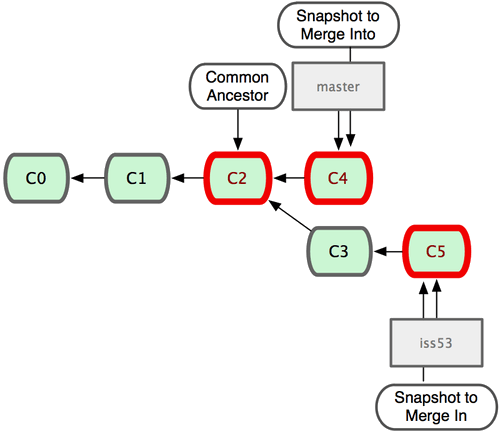 Snapshot to
Merge Into
Common
Ancestor
master
C0
C1
C2
C4
C3
C5
iss53
Snapshot to
Merge In